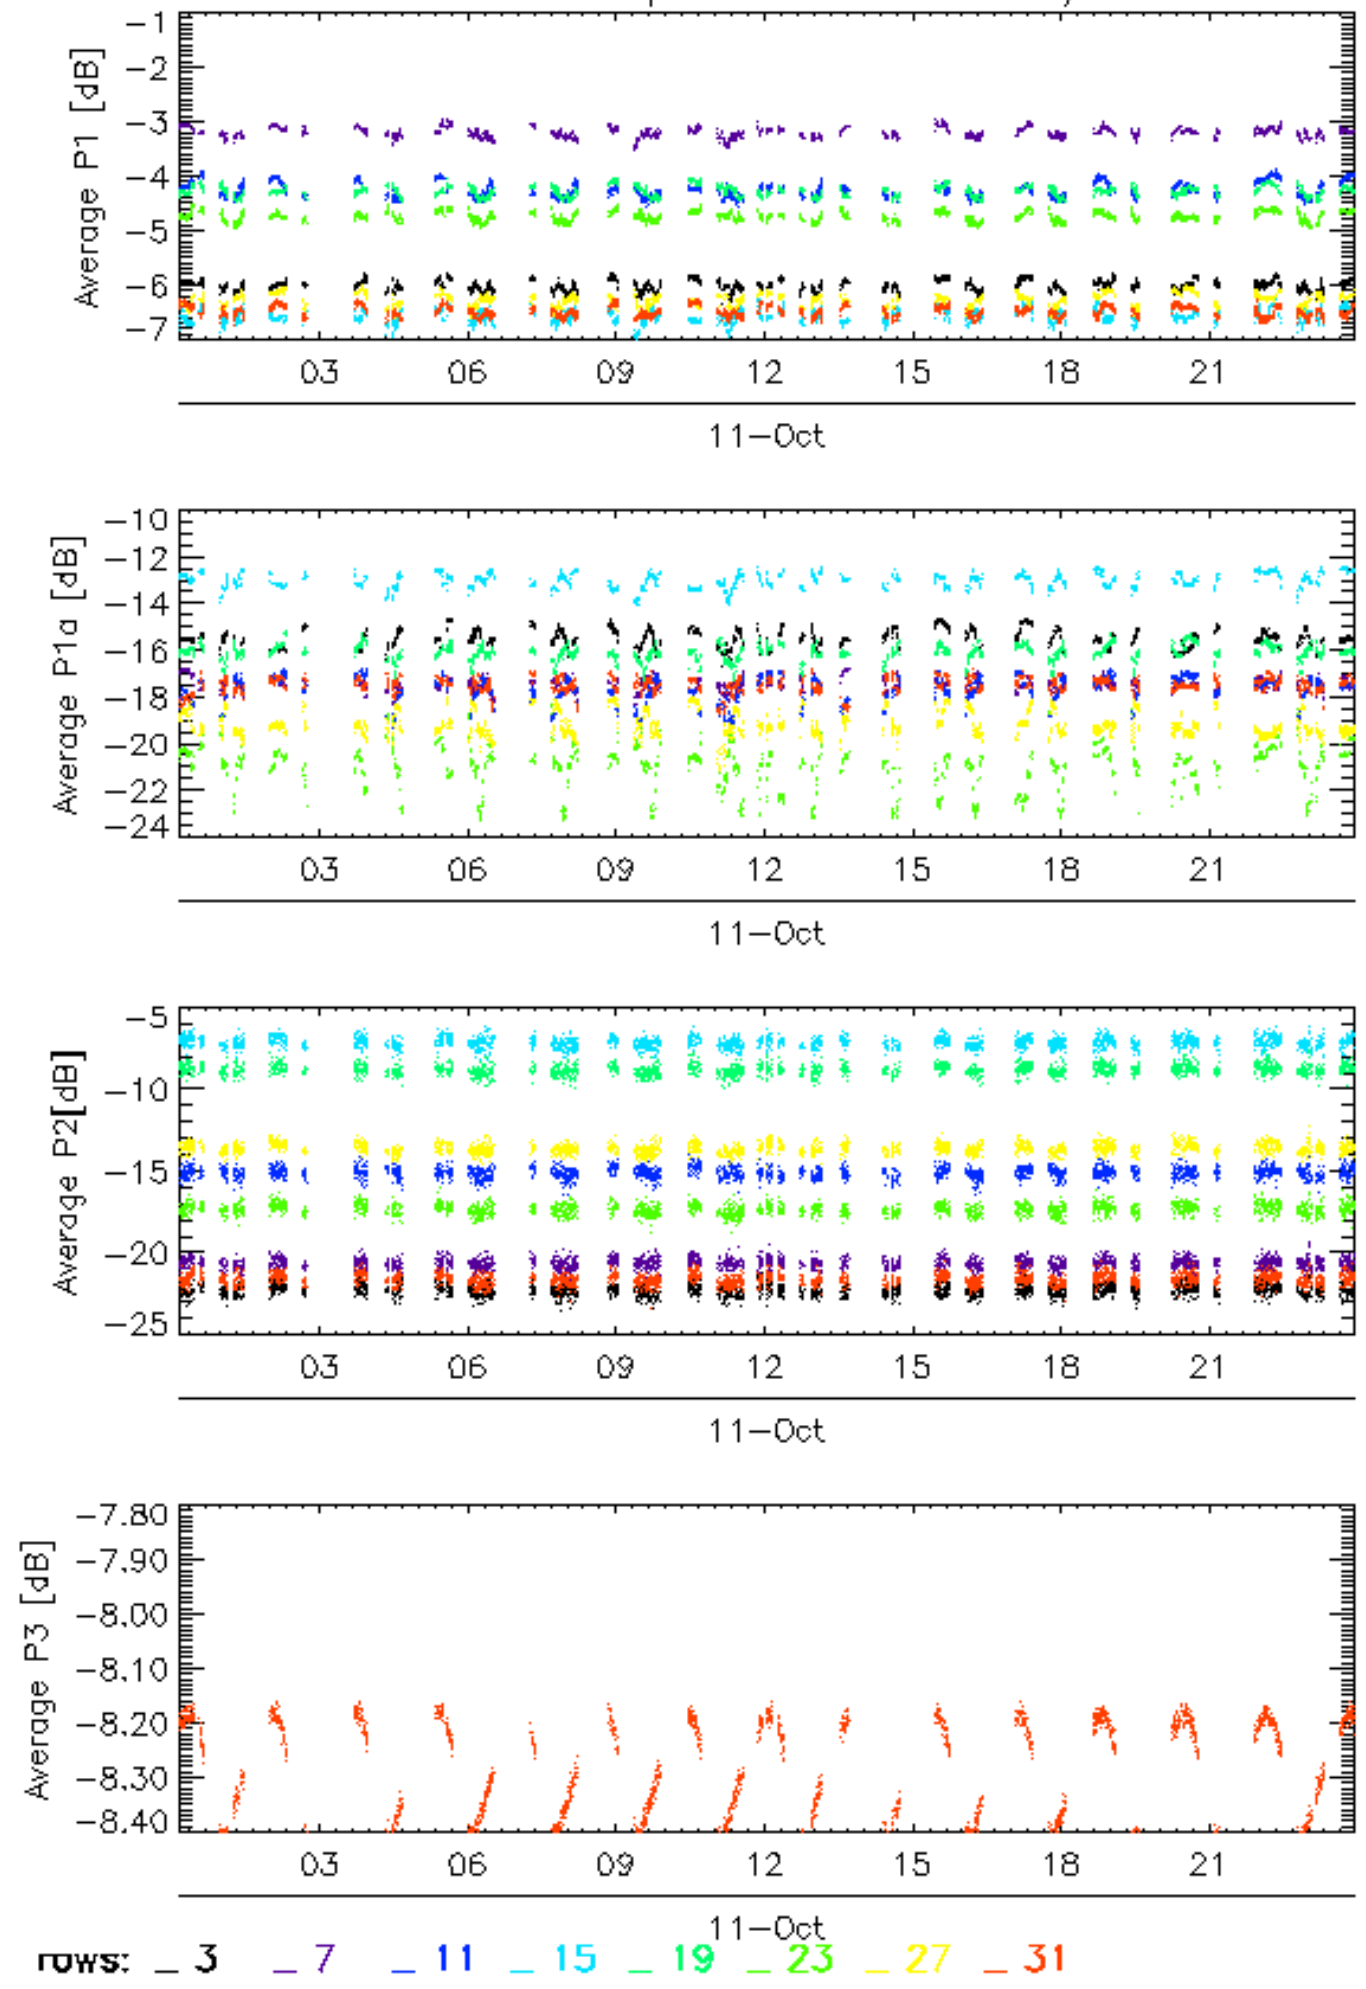 Average P1 [dB]
-1
-2
-3
-4
-5
-6
-7
03 06 09 12 15 18 21
11-Oct
Average P1a [dB]
-10
-12
-14
-16
-18
-20
-22
-24
03 06 09 12 15 18 21
11-Oct
Average P2[dB]
-5
-10
-15
-20
-25
03 06 09 12 15 18 21
11-Oct
Average P3 [dB]
-7.80
-7.90
-8.00
-8.10
-8.20
-8.30
-8.40
03 06 09 12 15 18 21
11-Oct
rows: _ 3 _ 7 _ 11 _ 15 _ 19 _ 23 _ 27 _ 31